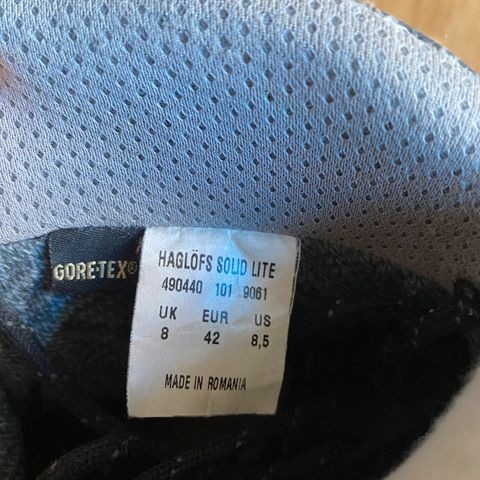 GORE-TEX®
HAGLÖFS SOLID LITE
490440 101 9061
UK EUR US
8 42 8,5
MADE IN ROMANIA